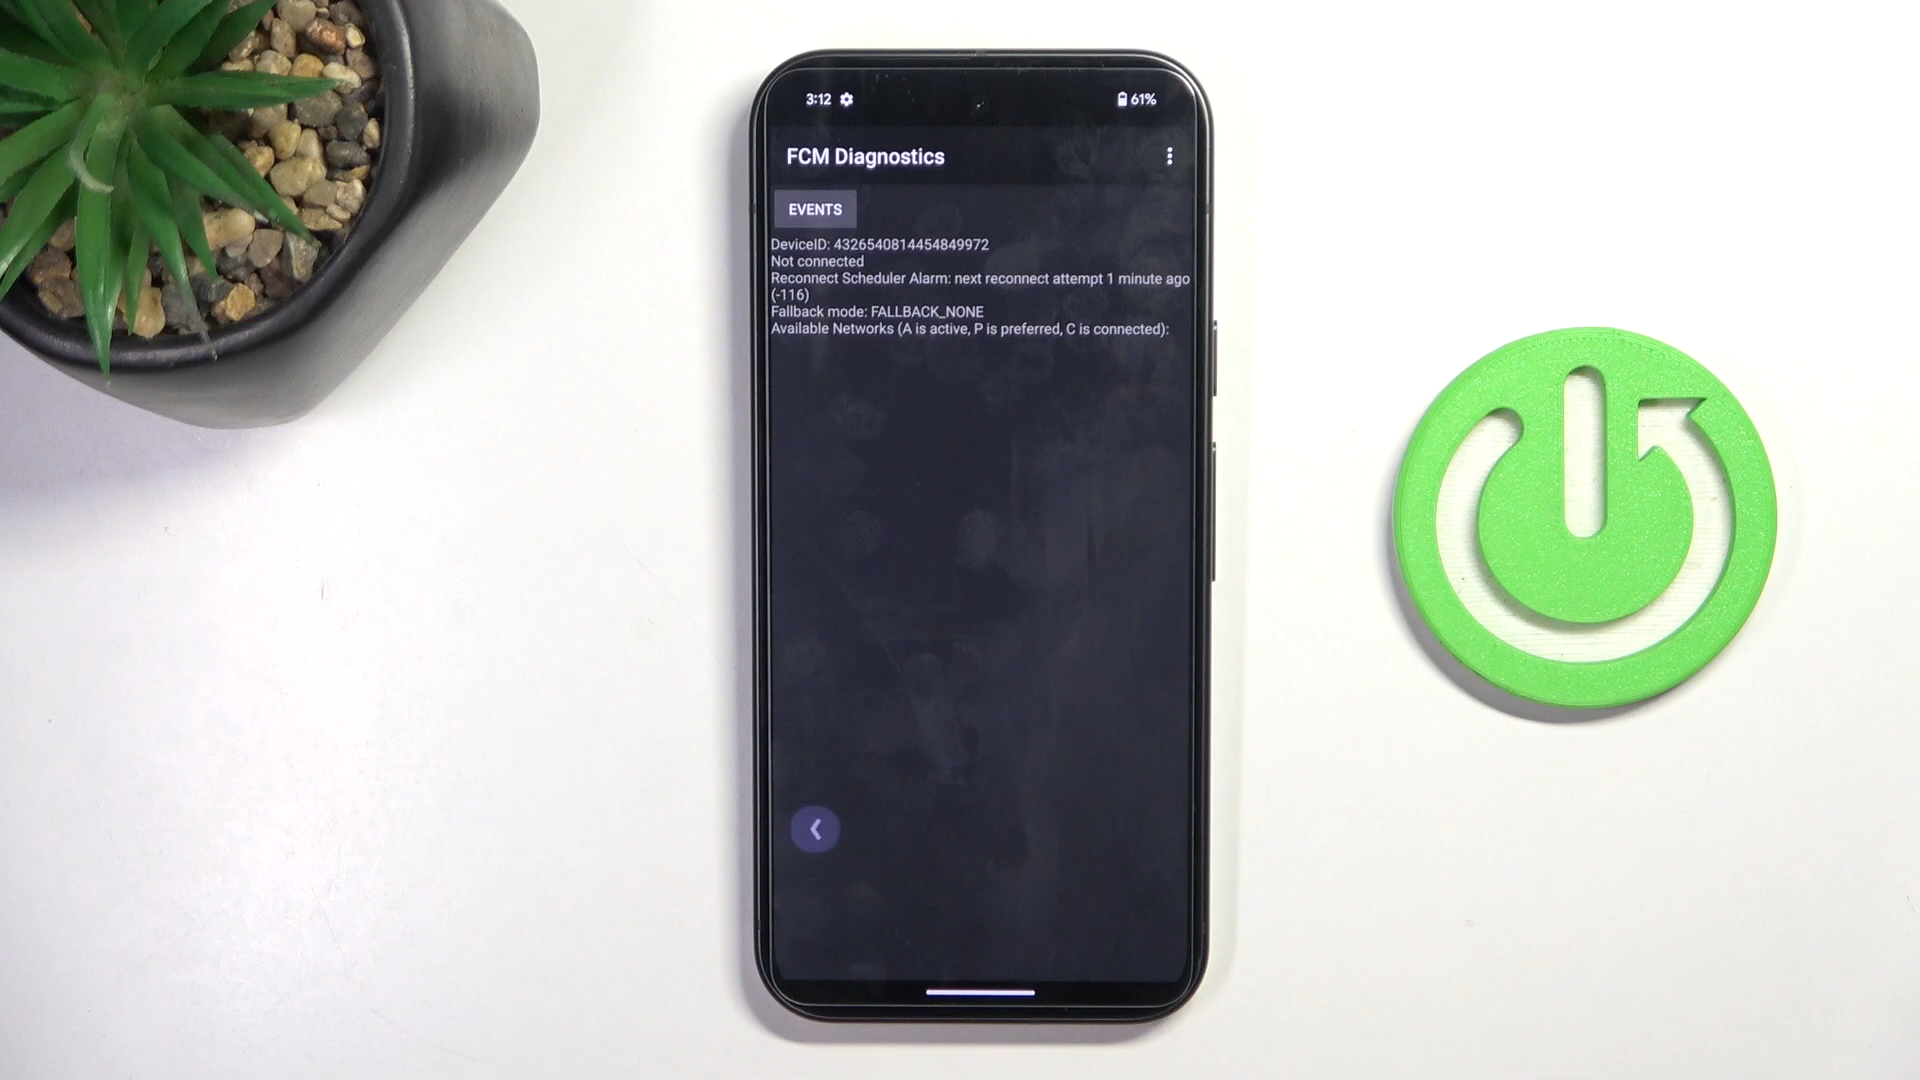 3:12
61%
FCM Diagnostics
EVENTS
DeviceID: 4326540814454849972
Not connected
Reconnect Scheduler Alarm: next reconnect attempt 1 minute ago
(-116)
Fallback mode: FALLBACK_NONE
Available Networks (A is active, P is preferred, C is connected):